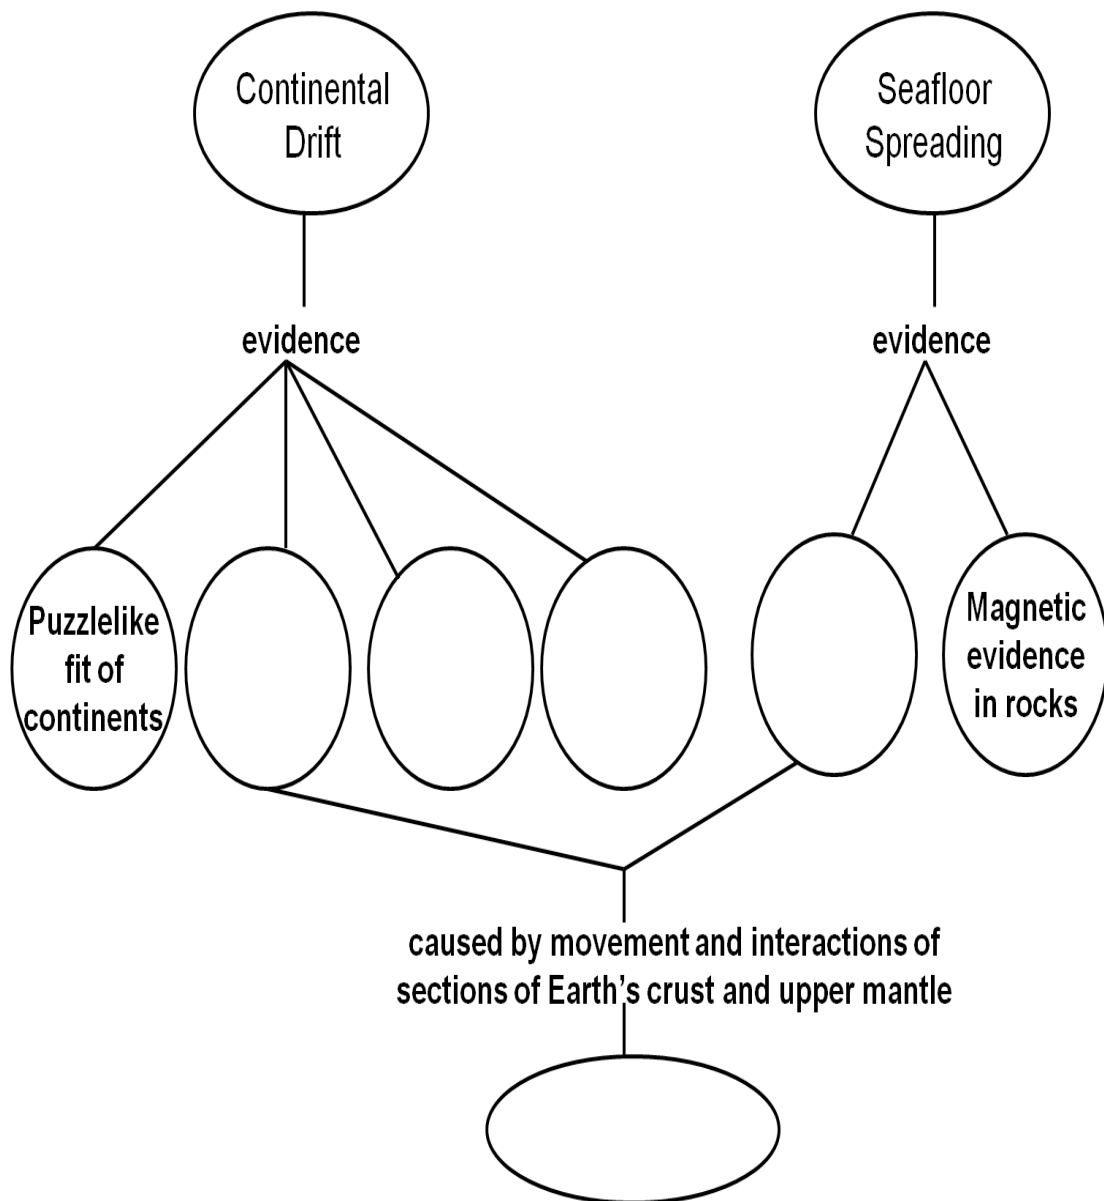 Continental
Drift
Seafloor
Spreading
evidence
evidence
Puzzlelike
fit of
continents
Magnetic
evidence
in rocks
caused by movement and interactions of
sections of Earth's crust and upper mantle